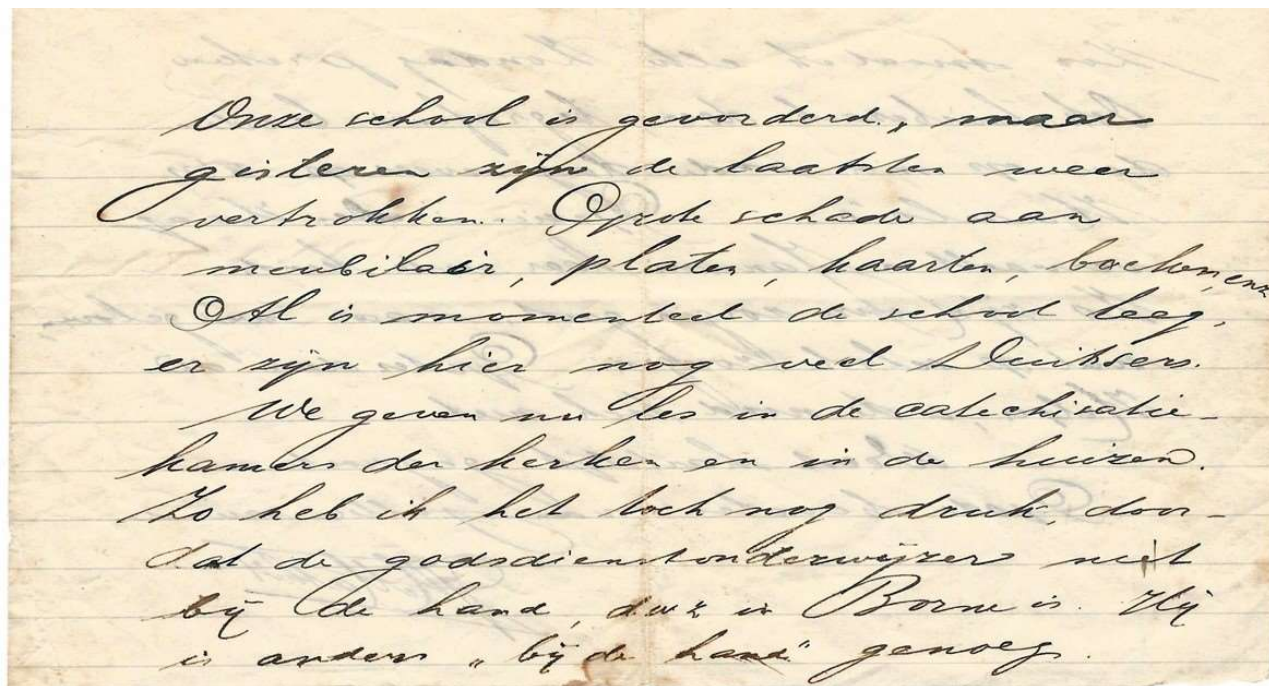 Onze school is gevorderd, maar
gisteren zijn de laatsten weer
vertrokken. Grote schade aan
meubilair, platen, kaarten, boeken, enz
Al is momenteel de school leeg,
er zijn hier nog veel Duitsers.
We geven nu les in de catechisatie-
kamers der kerken en in de huizen.
Zo heb ik het toch nog druk, door-
dat de godsdienstonderwijzer niet
bij de hand, in Borne is. Hij
is anders „bij de hand" genoeg.